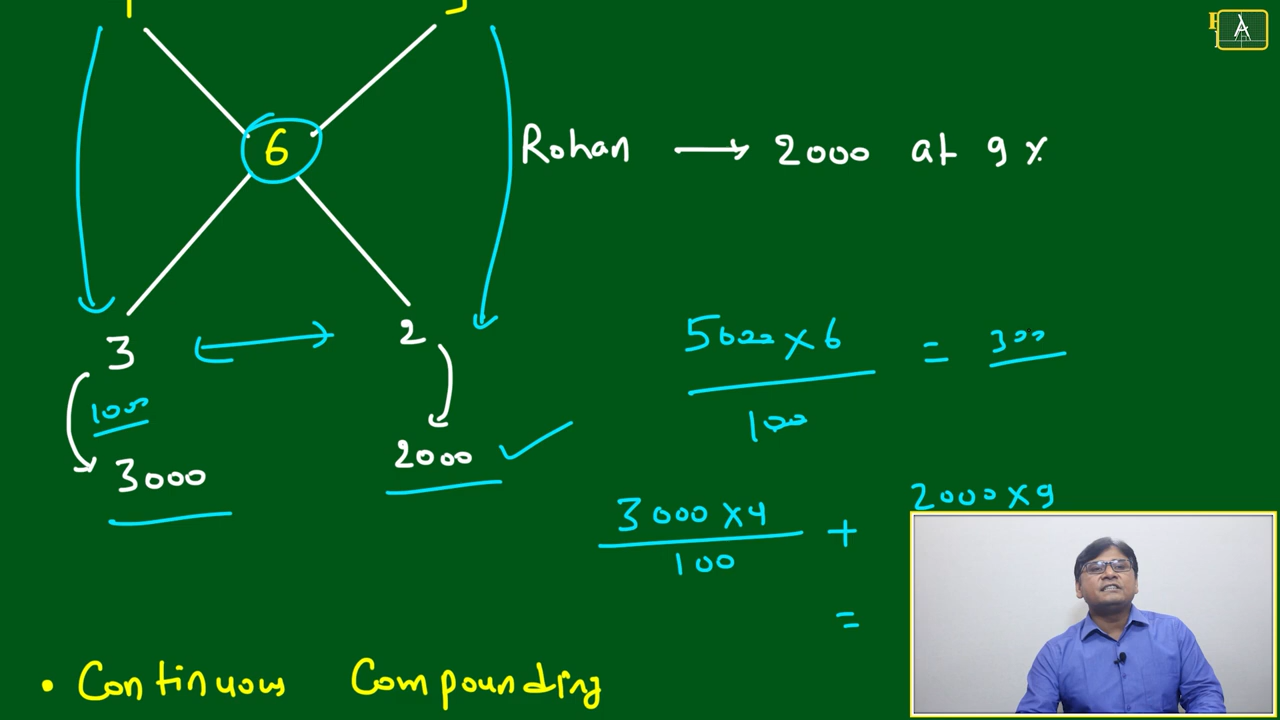 6
Rohan → 2000 at 9 %
3 ↔ 2
5000 × 6 / 100 = 300
1000
3000
2000 ✓
3000 × 4 / 100 + 2000 × 9
=
• Continuous Compounding